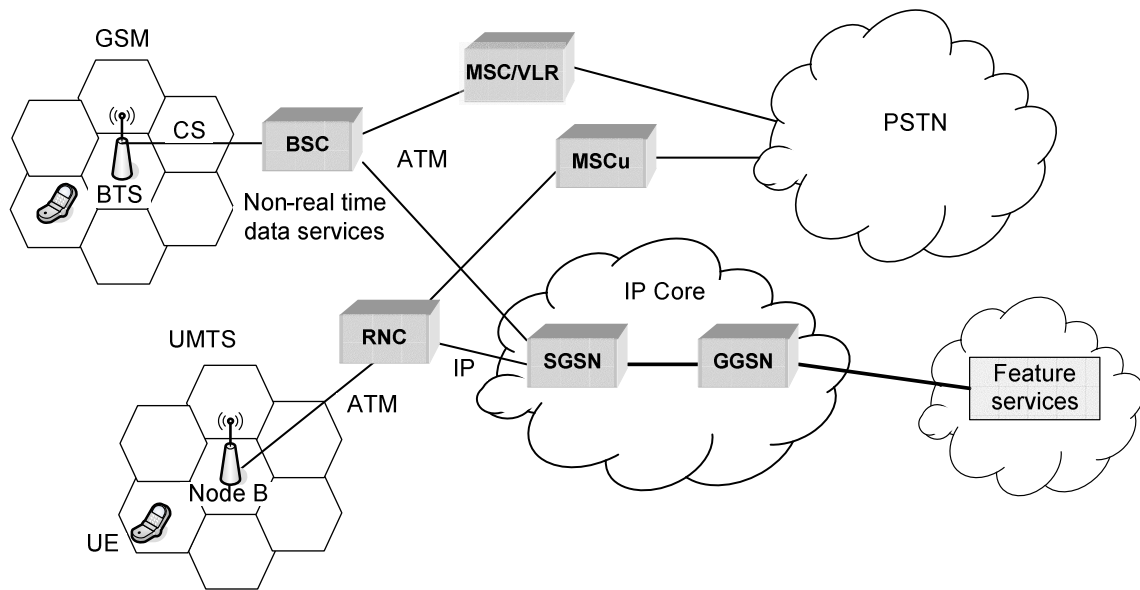 GSM
MSC/VLR
PSTN
CS
BSC
ATM
MSCu
BTS
Non-real time
data services
IP Core
UMTS
RNC
SGSN
GGSN
IP
Feature
services
ATM
Node B
UE